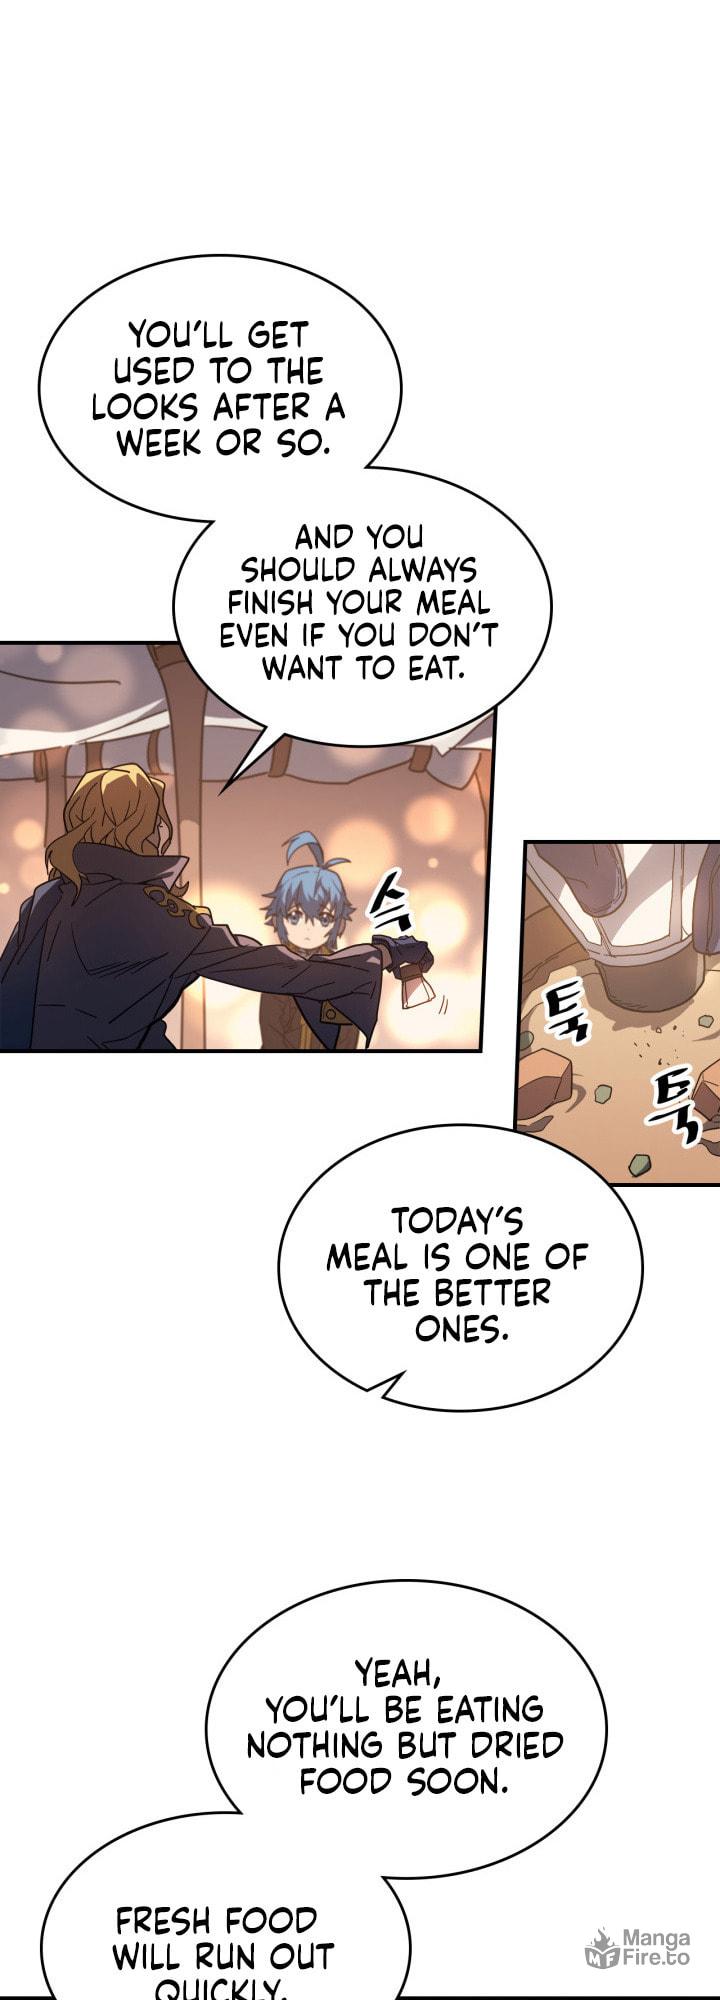 YOU'LL GET
USED TO THE
LOOKS AFTER A
WEEK OR SO.
AND YOU
SHOULD ALWAYS
FINISH YOUR MEAL
EVEN IF YOU DON'T
WANT TO EAT.
슥
툭
툭
TODAY'S
MEAL IS ONE OF
THE BETTER
ONES.
YEAH,
YOU'LL BE EATING
NOTHING BUT DRIED
FOOD SOON.
FRESH FOOD
WILL RUN OUT
QUICKLY.
Manga
MF Fire.to